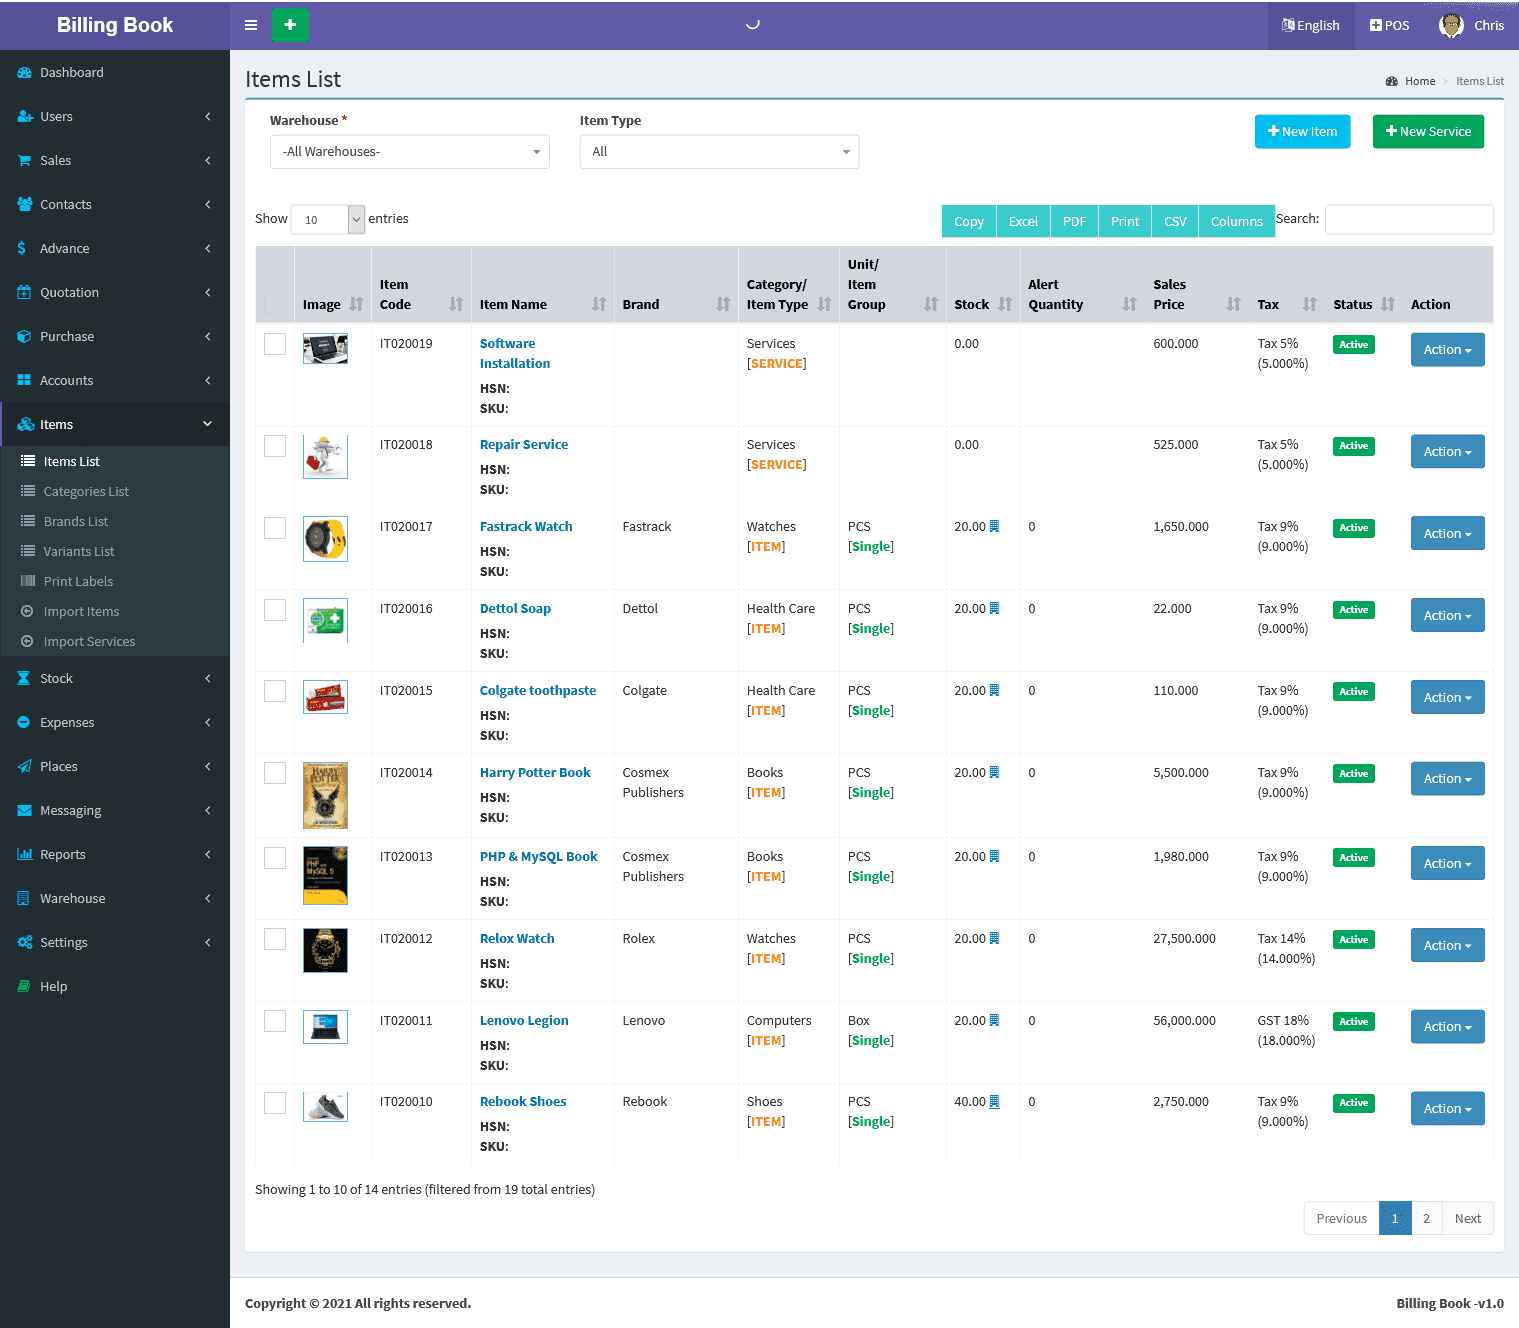 Billing Book
English
POS
Chris
Dashboard
Users
Sales
Contacts
Advance
Quotation
Purchase
Accounts
Items
Items List
Categories List
Brands List
Variants List
Print Labels
Import Items
Import Services
Stock
Expenses
Places
Messaging
Reports
Warehouse
Settings
Help
Items List
Home > Items List
Warehouse *
-All Warehouses-
Item Type
All
New Item
New Service
Show 10 entries
Copy Excel PDF Print CSV Columns Search:
Image
Item Code
Item Name
Brand
Category/ Item Type
Unit/ Item Group
Stock
Alert Quantity
Sales Price
Tax
Status
Action
IT020019 Software Services 0.00 600.000 Tax 5% Active Action
Installation [SERVICE] (5.000%)
HSN:
SKU:
IT020018 Repair Service Services 0.00 525.000 Tax 5% Active Action
HSN: [SERVICE] (5.000%)
SKU:
IT020017 Fastrack Watch Fastrack Watches PCS 20.00 0 1,650.000 Tax 9% Active Action
HSN: [ITEM] [Single] (9.000%)
SKU:
IT020016 Dettol Soap Dettol Health Care PCS 20.00 0 22.000 Tax 9% Active Action
HSN: [ITEM] [Single] (9.000%)
SKU:
IT020015 Colgate toothpaste Colgate Health Care PCS 20.00 0 110.000 Tax 9% Active Action
HSN: [ITEM] [Single] (9.000%)
SKU:
HARRY POTTER
IT020014 Harry Potter Book Cosmex Books PCS 20.00 0 5,500.000 Tax 9% Active Action
HSN: Publishers [ITEM] [Single] (9.000%)
SKU:
PHP MySQL 5
IT020013 PHP & MySQL Book Cosmex Books PCS 20.00 0 1,980.000 Tax 9% Active Action
HSN: Publishers [ITEM] [Single] (9.000%)
SKU:
IT020012 Relox Watch Rolex Watches PCS 20.00 0 27,500.000 Tax 14% Active Action
HSN: [ITEM] [Single] (14.000%)
SKU:
IT020011 Lenovo Legion Lenovo Computers Box 20.00 0 56,000.000 GST 18% Active Action
HSN: [ITEM] [Single] (18.000%)
SKU:
IT020010 Rebook Shoes Rebook Shoes PCS 40.00 0 2,750.000 Tax 9% Active Action
HSN: [ITEM] [Single] (9.000%)
SKU:
Showing 1 to 10 of 14 entries (filtered from 19 total entries)
Previous 1 2 Next
Copyright © 2021 All rights reserved.
Billing Book -v1.0